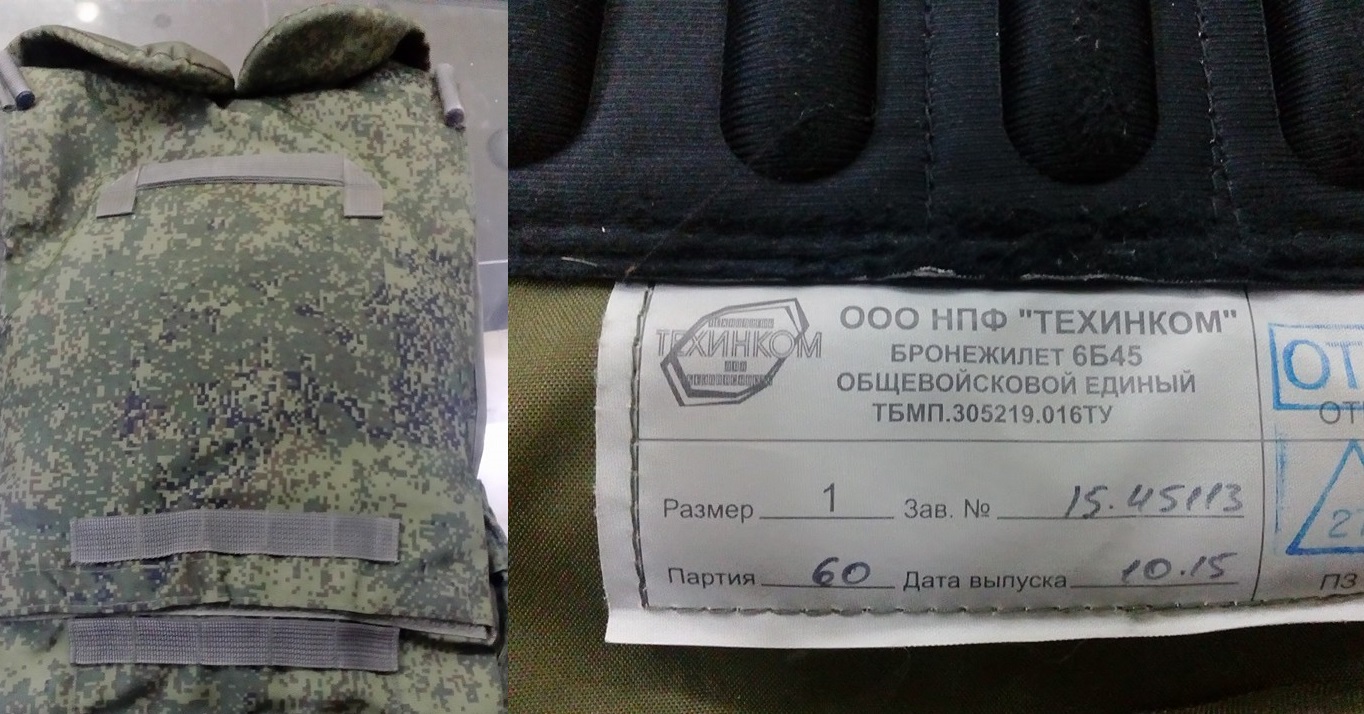 ТЕХИНКОМ
ООО НПФ "ТЕХИНКОМ"
БРОНЕЖИЛЕТ 6Б45
ОБЩЕВОЙСКОВОЙ ЕДИНЫЙ
ТБМП.305219.016ТУ
Размер 1 Зав. № 15.45113
Партия 60 Дата выпуска 10.15
ПЗ